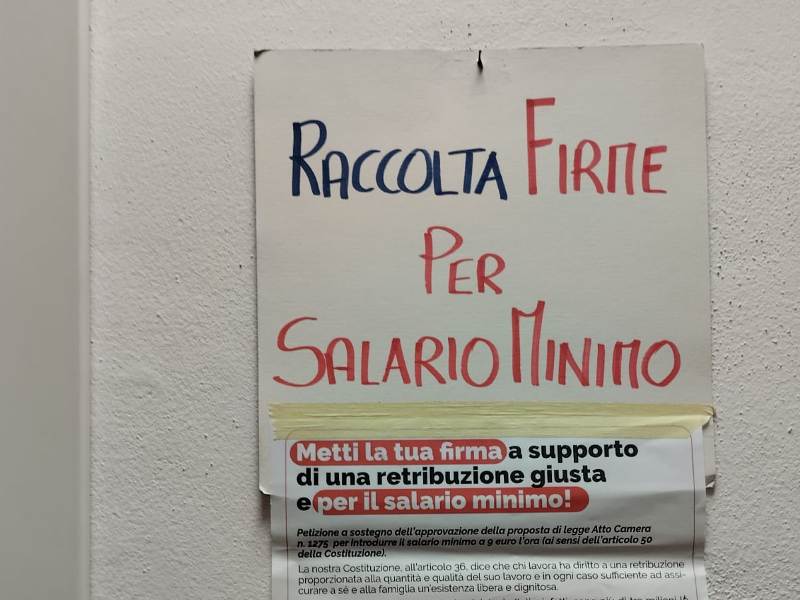 RACCOLTA FIRME
PER
SALARIO MINIMO
Metti la tua firma a supporto
di una retribuzione giusta
e per il salario minimo!
Petizione a sostegno dell'approvazione della proposta di legge Atto Camera
n. 1275 per introdurre il salario minimo a 9 euro l'ora (ai sensi dell'articolo 50
della Costituzione).
La nostra Costituzione, all'articolo 36, dice che chi lavora ha diritto a una retribuzione
proporzionata alla quantità e qualità del suo lavoro e in ogni caso sufficiente ad assi-
curare a sé e alla famiglia un'esistenza libera e dignitosa.